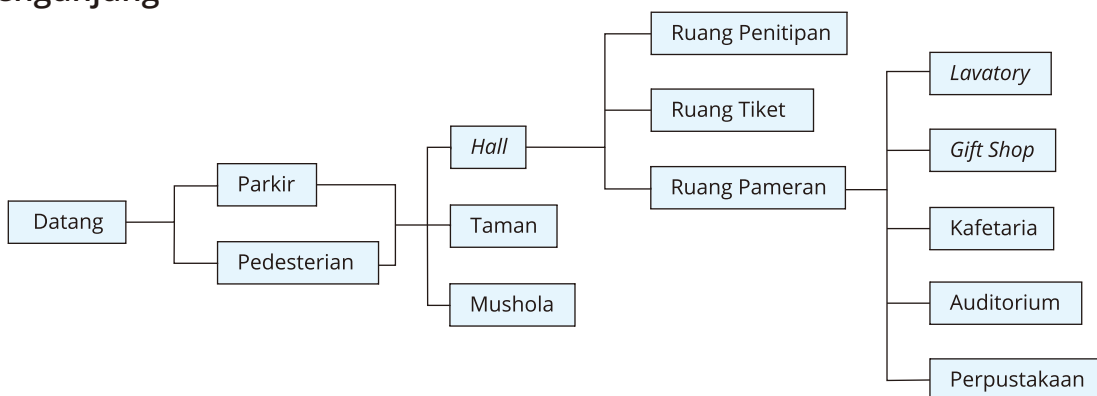 Datang
Parkir
Pedesterian
Hall
Taman
Mushola
Ruang Penitipan
Ruang Tiket
Ruang Pameran
Lavatory
Gift Shop
Kafetaria
Auditorium
Perpustakaan